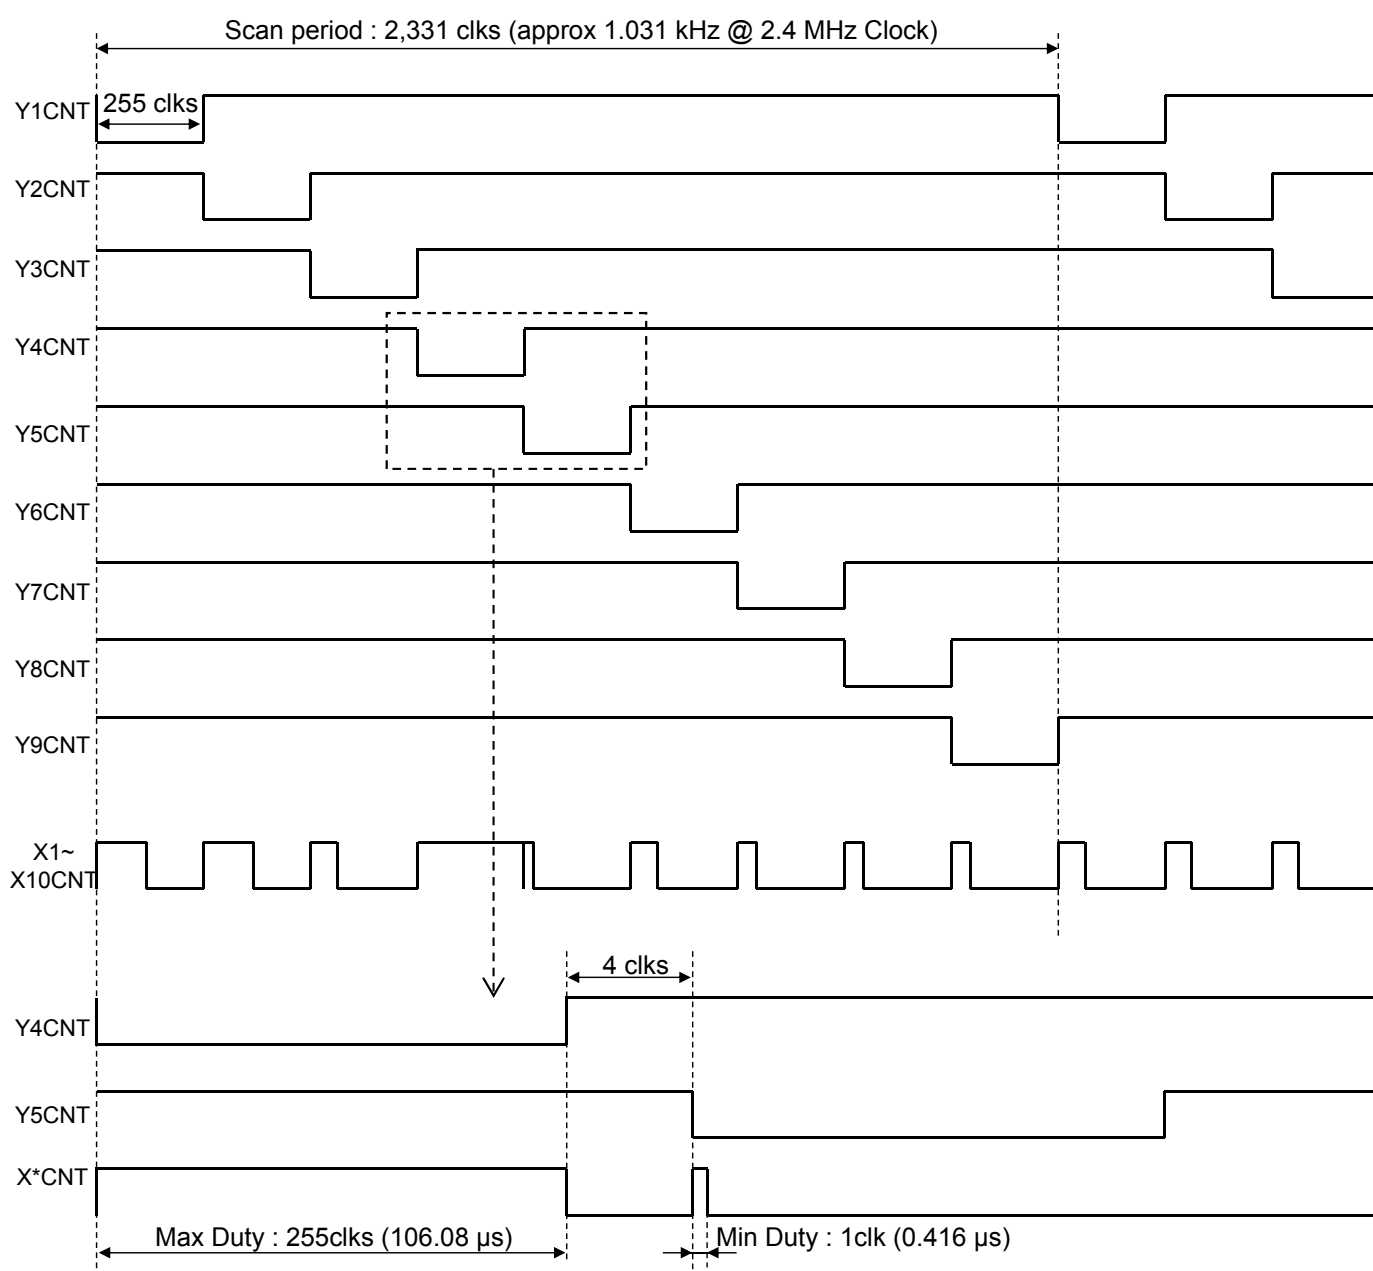 Scan period : 2,331 clks (approx 1.031 kHz @ 2.4 MHz Clock)
Y1CNT
255 clks
Y2CNT
Y3CNT
Y4CNT
Y5CNT
Y6CNT
Y7CNT
Y8CNT
Y9CNT
X1~
X10CNT
4 clks
Y4CNT
Y5CNT
X*CNT
Max Duty : 255clks (106.08 μs)
Min Duty : 1clk (0.416 μs)